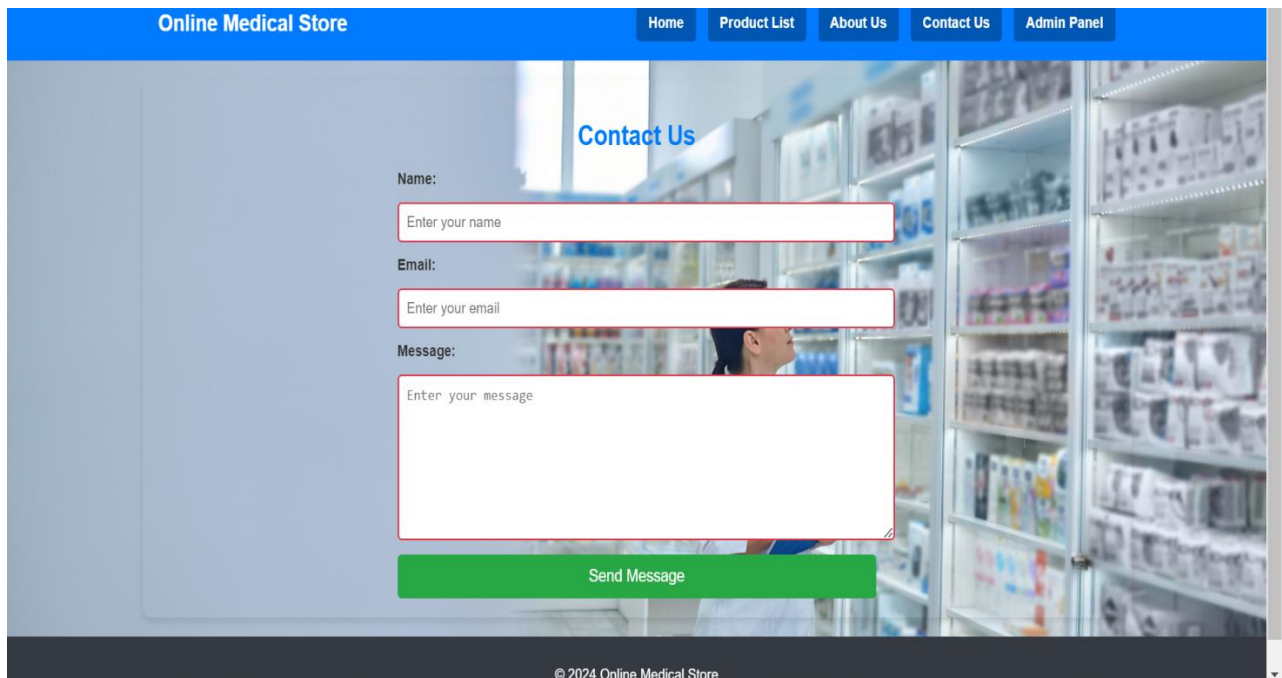 Online Medical Store
Home Product List About Us Contact Us Admin Panel
Contact Us
Name:
Enter your name
Email:
Enter your email
Message:
Enter your message
Send Message
© 2024 Online Medical Store